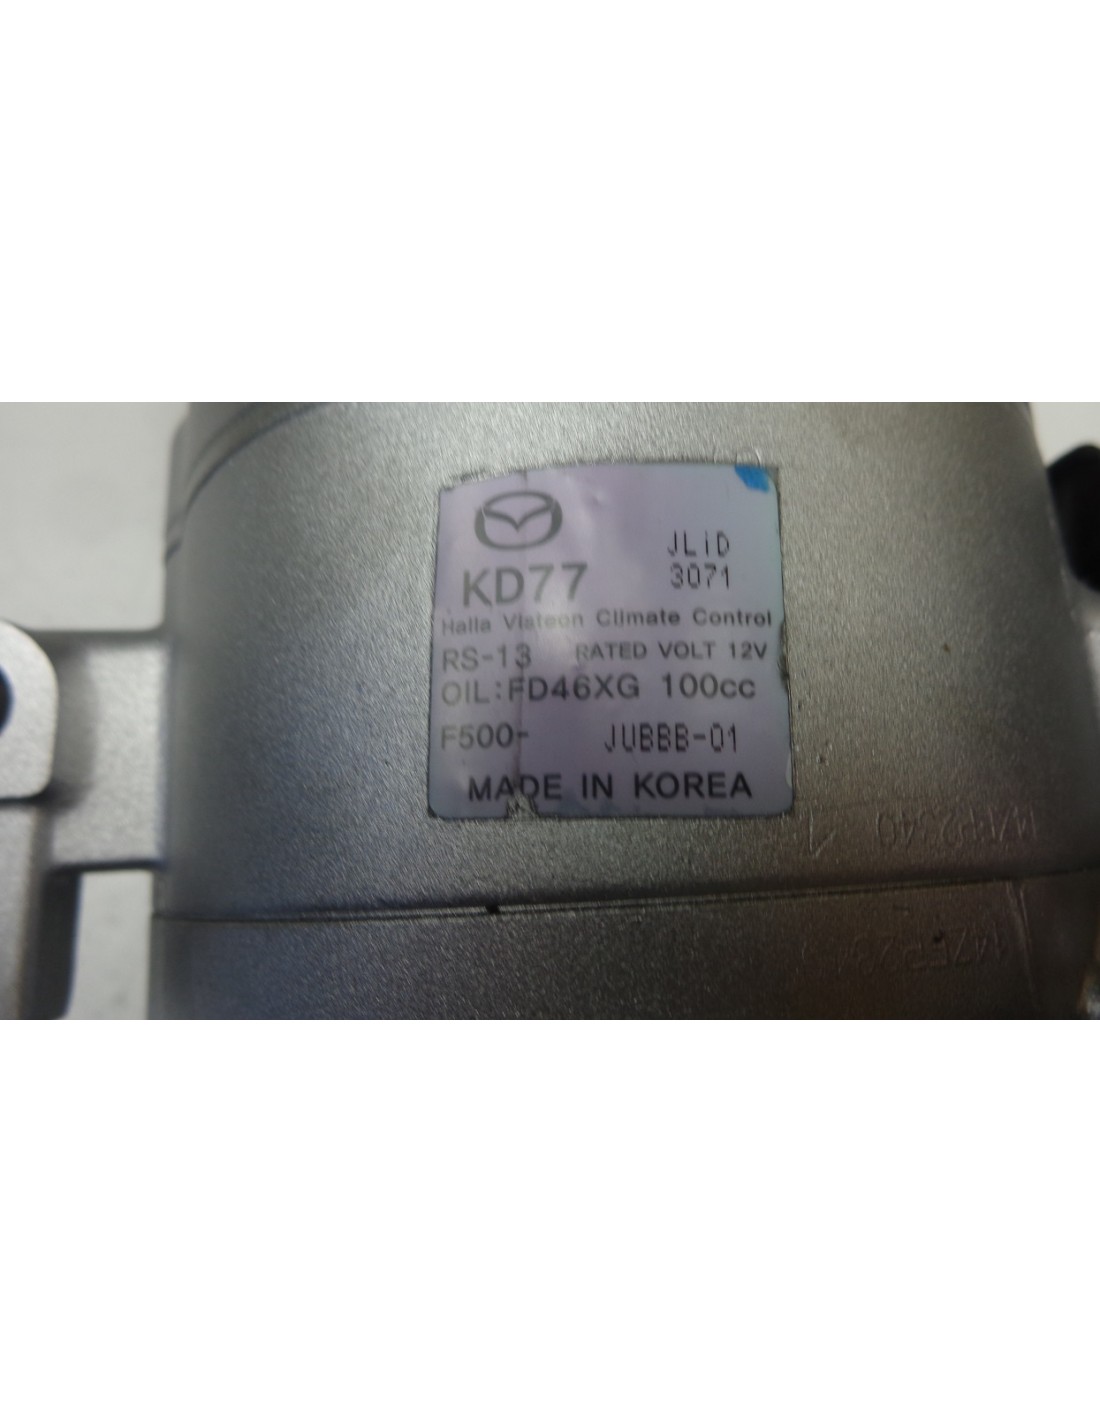 JLiD
KD77 3071
Halla Visteon Climate Control
RS-13 RATED VOLT 12V
OIL:FD46XG 100cc
F500- JUBBB-01
MADE IN KOREA